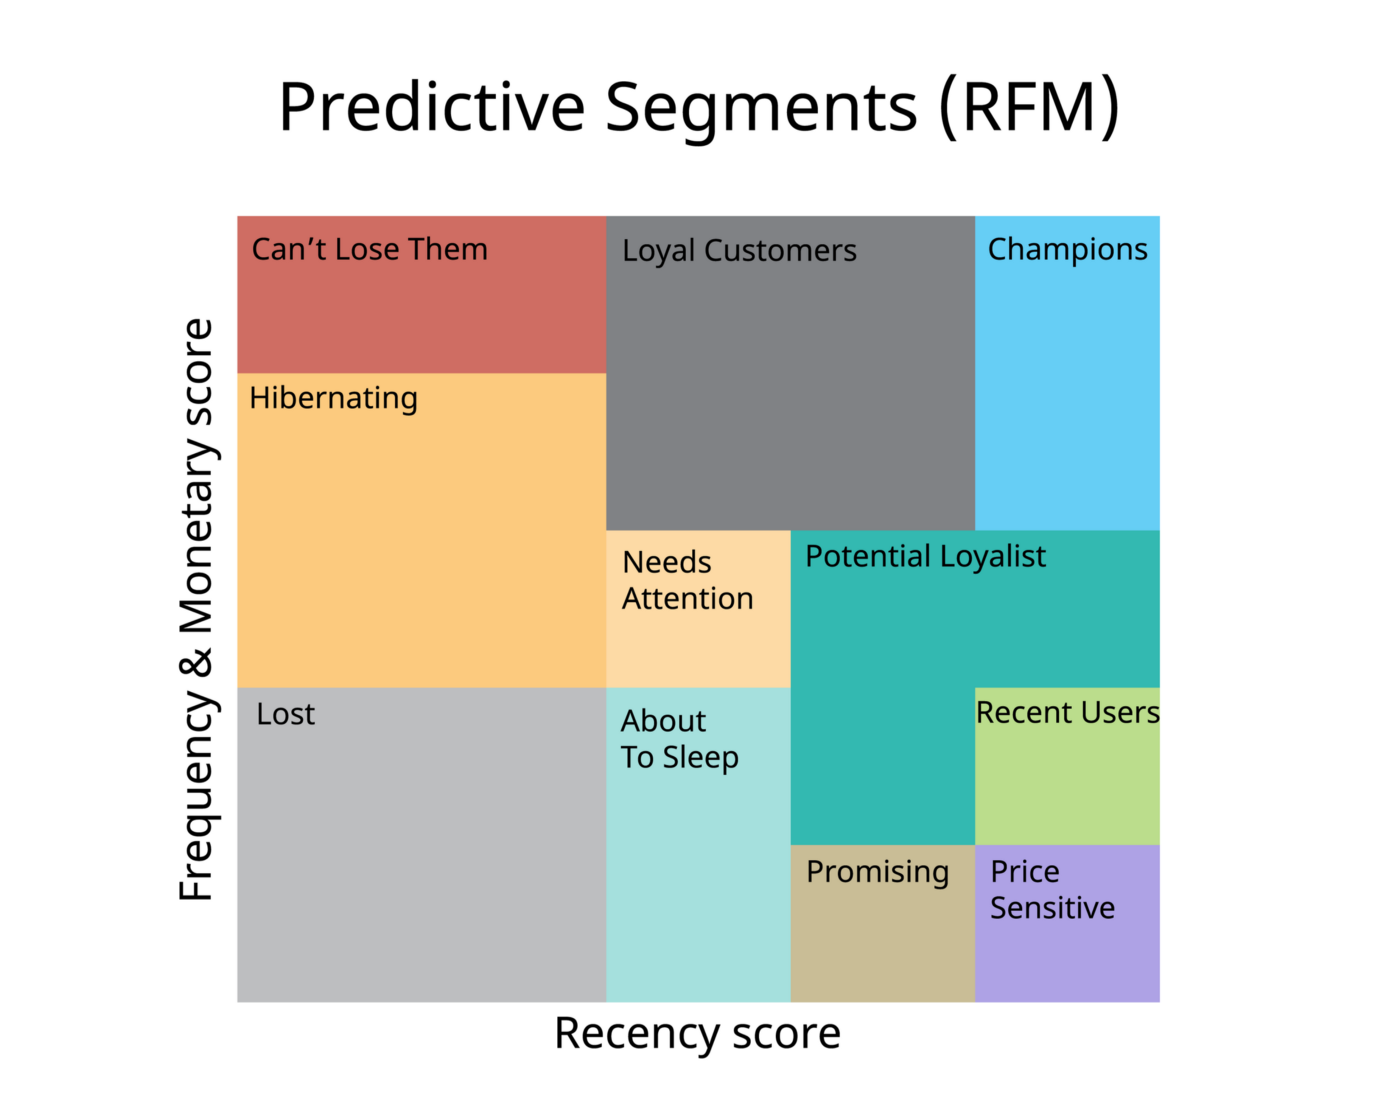 Predictive Segments (RFM)
Frequency & Monetary score
Can’t Lose Them
Loyal Customers
Champions
Hibernating
Needs
Attention
Potential Loyalist
Lost
About
To Sleep
Recent Users
Promising
Price
Sensitive
Recency score